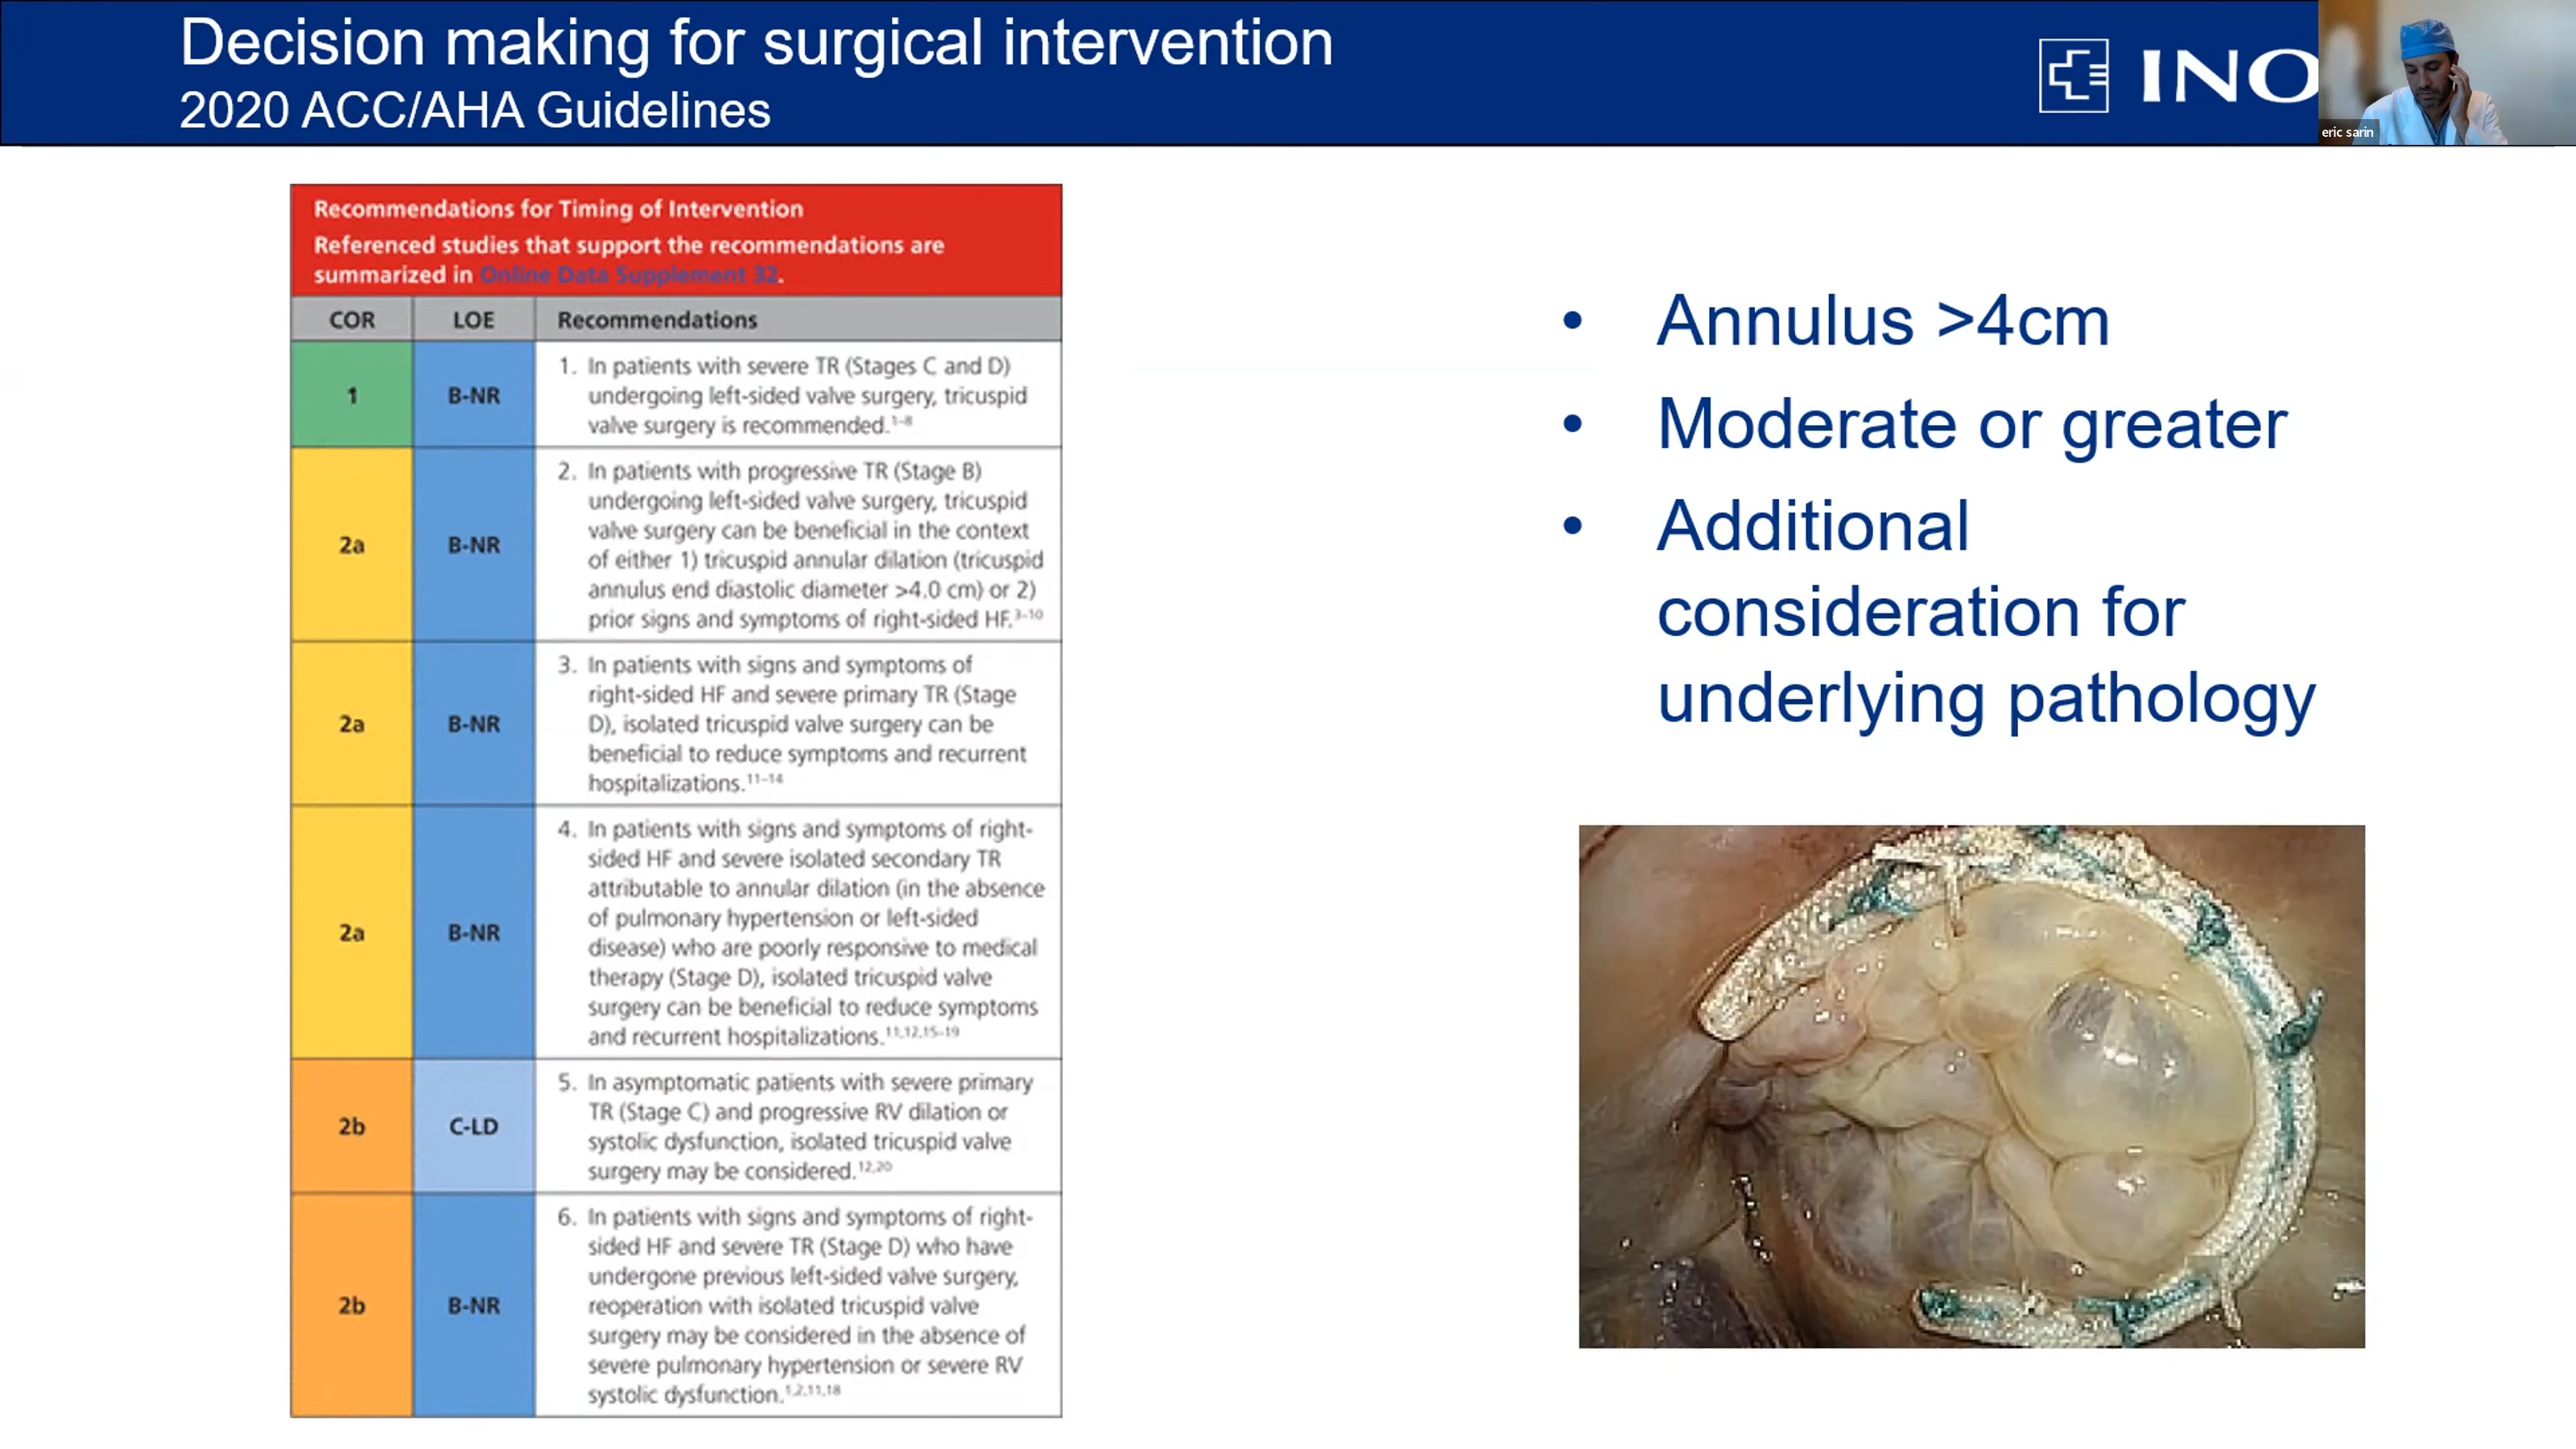 Decision making for surgical intervention
2020 ACC/AHA Guidelines
INO
eric sarin
Recommendations for Timing of Intervention
Referenced studies that support the recommendations are
summarized in Online Data Supplement 32.
COR LOE Recommendations
1 B-NR 1. In patients with severe TR (Stages C and D)
undergoing left-sided valve surgery, tricuspid
valve surgery is recommended.1-8
2a B-NR 2. In patients with progressive TR (Stage B)
undergoing left-sided valve surgery, tricuspid
valve surgery can be beneficial in the context
of either 1) tricuspid annular dilation (tricuspid
annulus end diastolic diameter >4.0 cm) or 2)
prior signs and symptoms of right-sided HF.3-10
2a B-NR 3. In patients with signs and symptoms of
right-sided HF and severe primary TR (Stage
D), isolated tricuspid valve surgery can be
beneficial to reduce symptoms and recurrent
hospitalizations.11-14
2a B-NR 4. In patients with signs and symptoms of right-
sided HF and severe isolated secondary TR
attributable to annular dilation (in the absence
of pulmonary hypertension or left-sided
disease) who are poorly responsive to medical
therapy (Stage D), isolated tricuspid valve
surgery can be beneficial to reduce symptoms
and recurrent hospitalizations.11,12,15-19
2b C-LD 5. In asymptomatic patients with severe primary
TR (Stage C) and progressive RV dilation or
systolic dysfunction, isolated tricuspid valve
surgery may be considered.12,20
2b B-NR 6. In patients with signs and symptoms of right-
sided HF and severe TR (Stage D) who have
undergone previous left-sided valve surgery,
reoperation with isolated tricuspid valve
surgery may be considered in the absence of
severe pulmonary hypertension or severe RV
systolic dysfunction.1,2,11,18
• Annulus >4cm
• Moderate or greater
• Additional
consideration for
underlying pathology